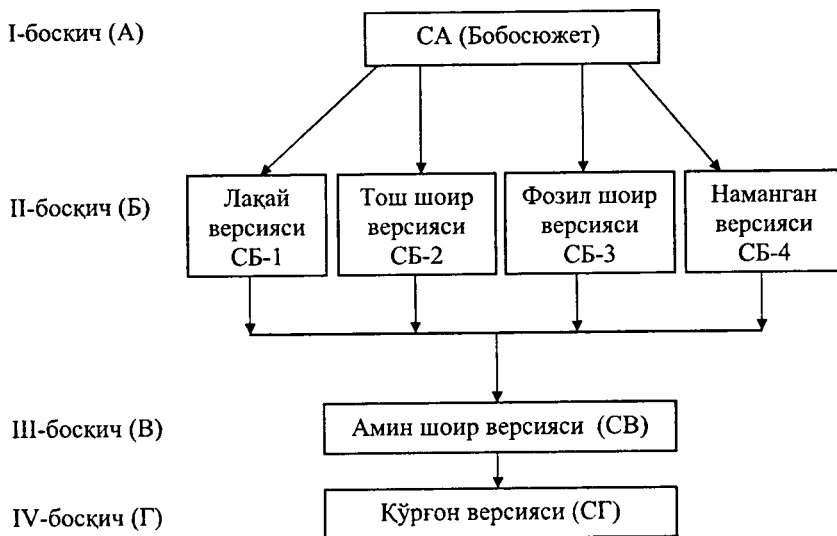 I-босқич (А)
СА (Бобосюжет)
II-босқич (Б)
Лақай
версияси
СБ-1
Тош шоир
версияси
СБ-2
Фозил шоир
версияси
СБ-3
Наманган
версияси
СБ-4
III-босқич (В)
Амин шоир версияси (СВ)
IV-босқич (Г)
Қўрғон версияси (СГ)